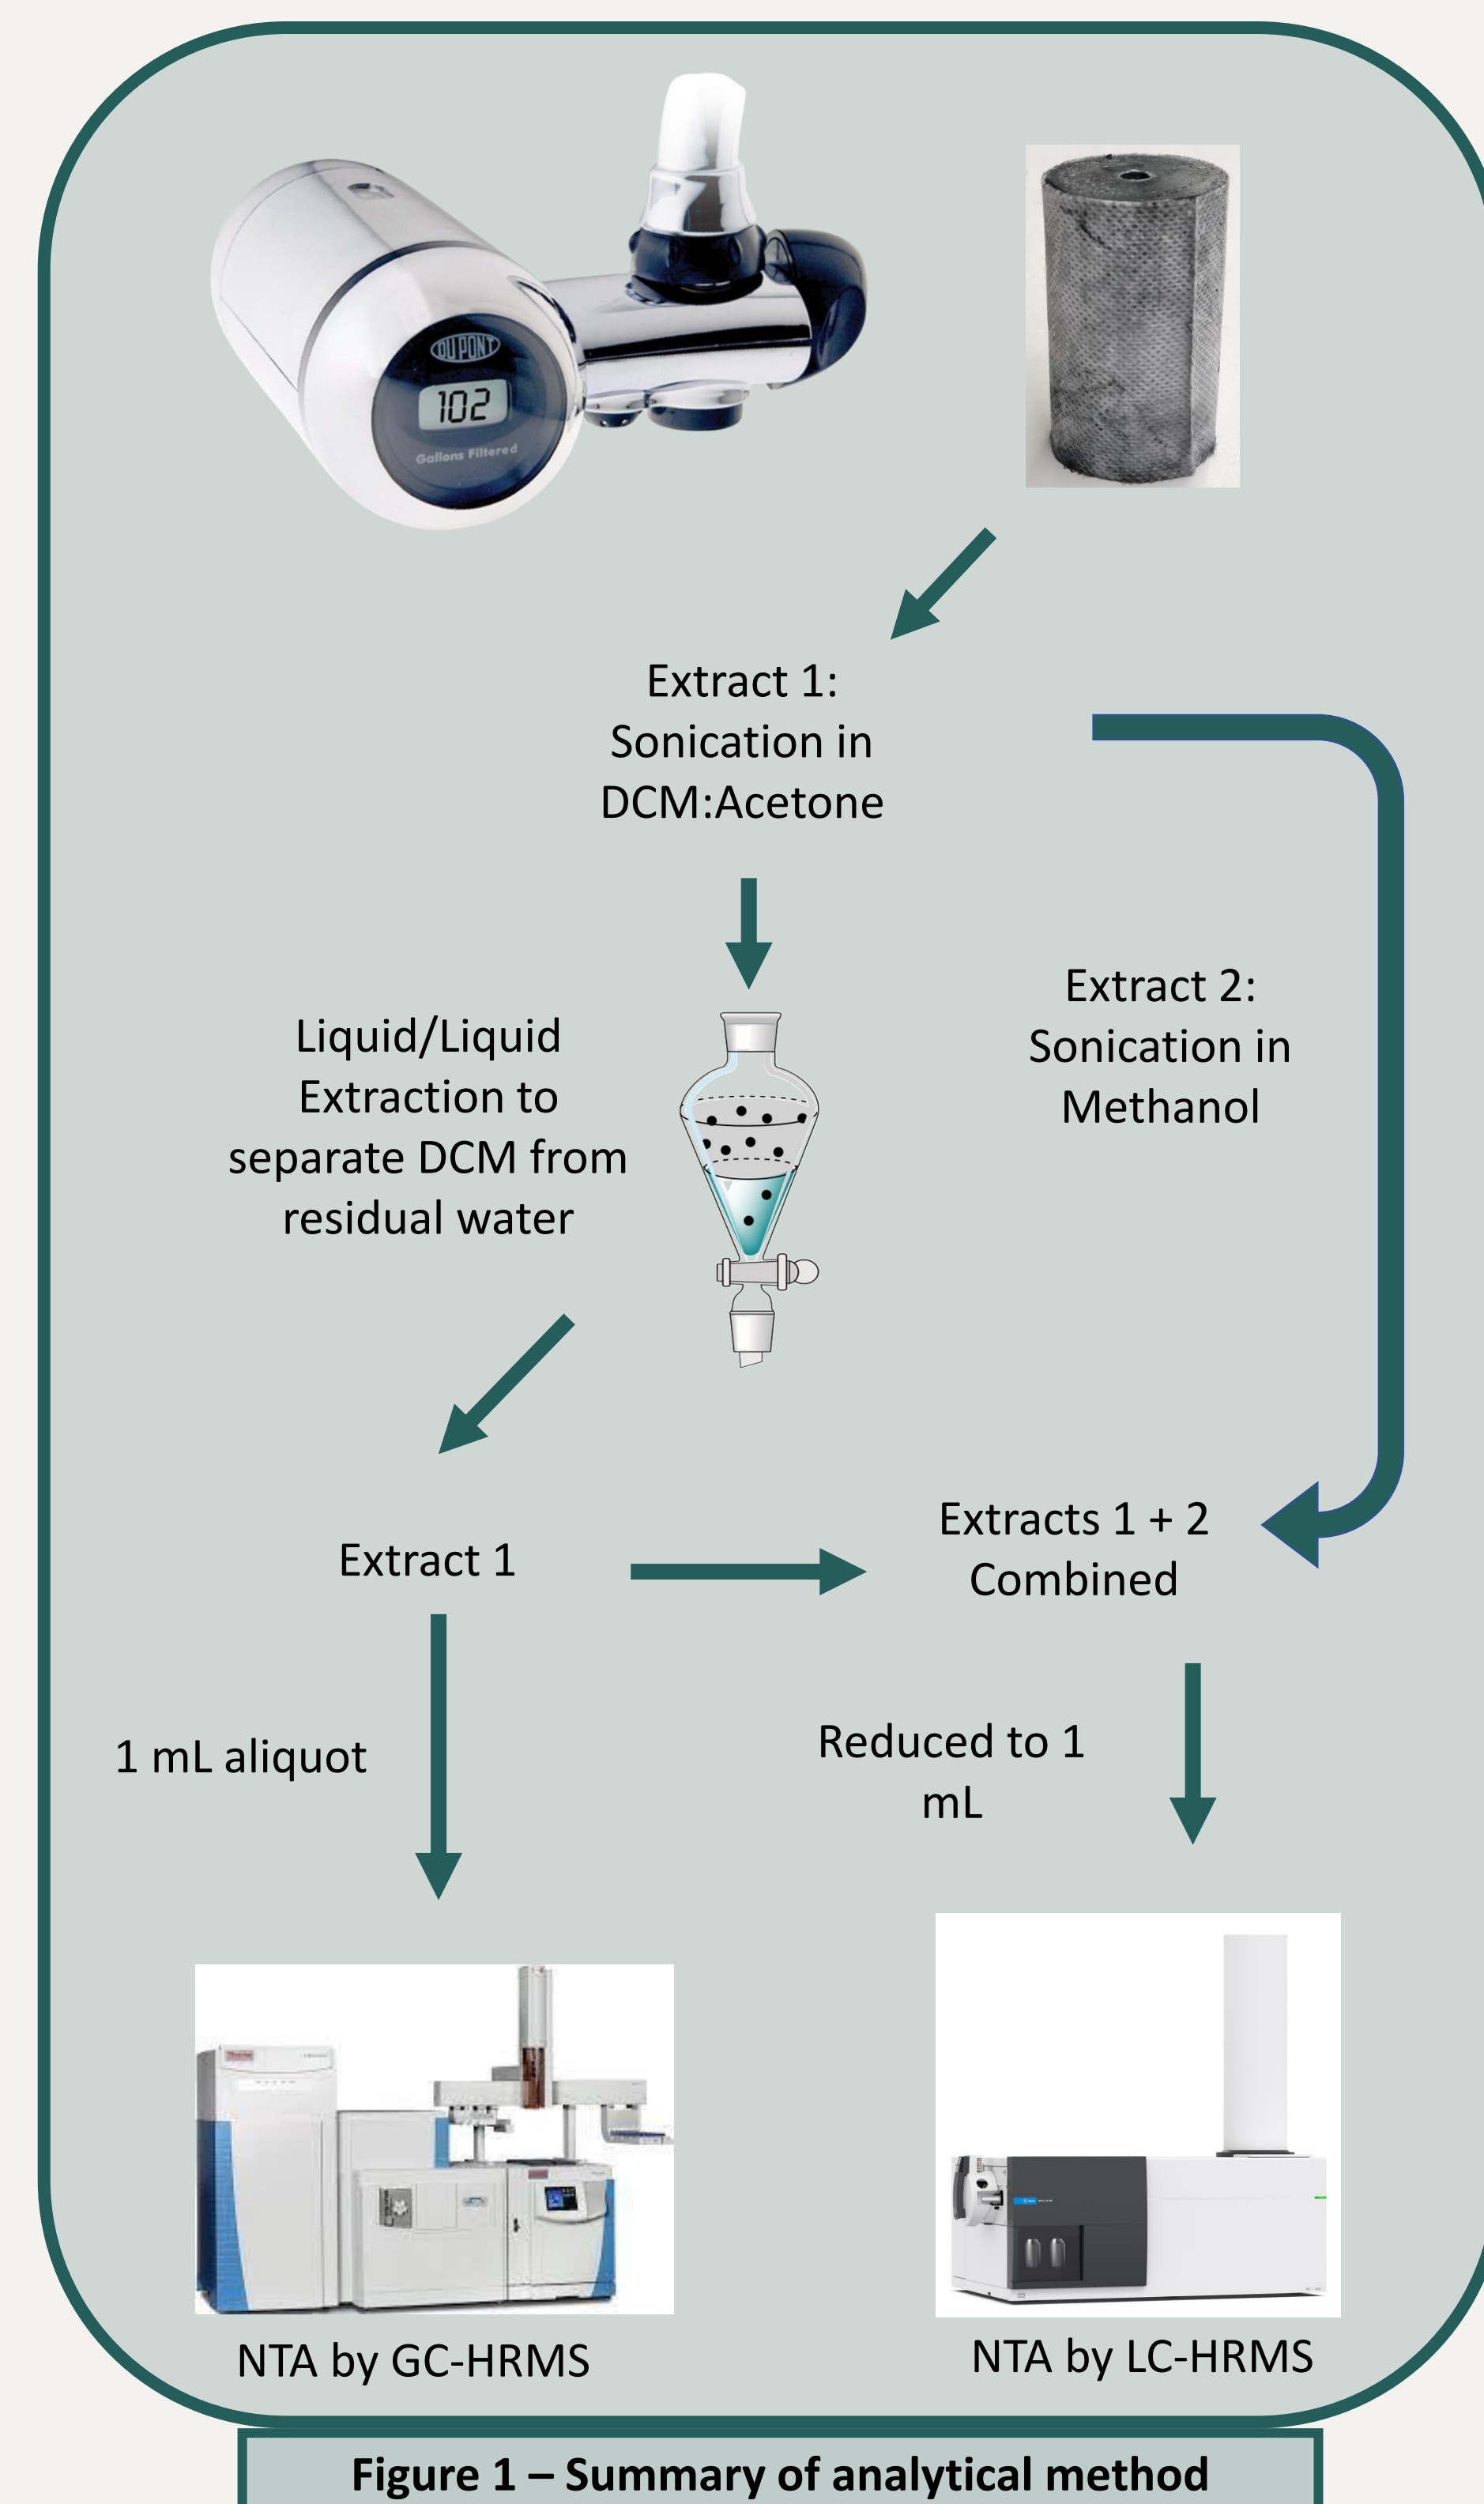 DU PONT
102
Gallons Filtered
Extract 1:
Sonication in
DCM:Acetone
Extract 2:
Sonication in
Methanol
Liquid/Liquid
Extraction to
separate DCM from
residual water
Extract 1
Extracts 1 + 2
Combined
1 mL aliquot
Reduced to 1
mL
NTA by GC-HRMS
NTA by LC-HRMS
Figure 1 – Summary of analytical method